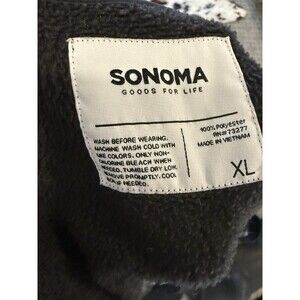 SONOMA
GOODS FOR LIFE
WASH BEFORE WEARING.
MACHINE WASH COLD WITH
LIKE COLORS. ONLY NON-
CHLORINE BLEACH WHEN
NEEDED. TUMBLE DRY LOW.
REMOVE PROMPTLY. COOL
IRON IF NEEDED.
100% Polyester
RN#73277
MADE IN VIETNAM
XL